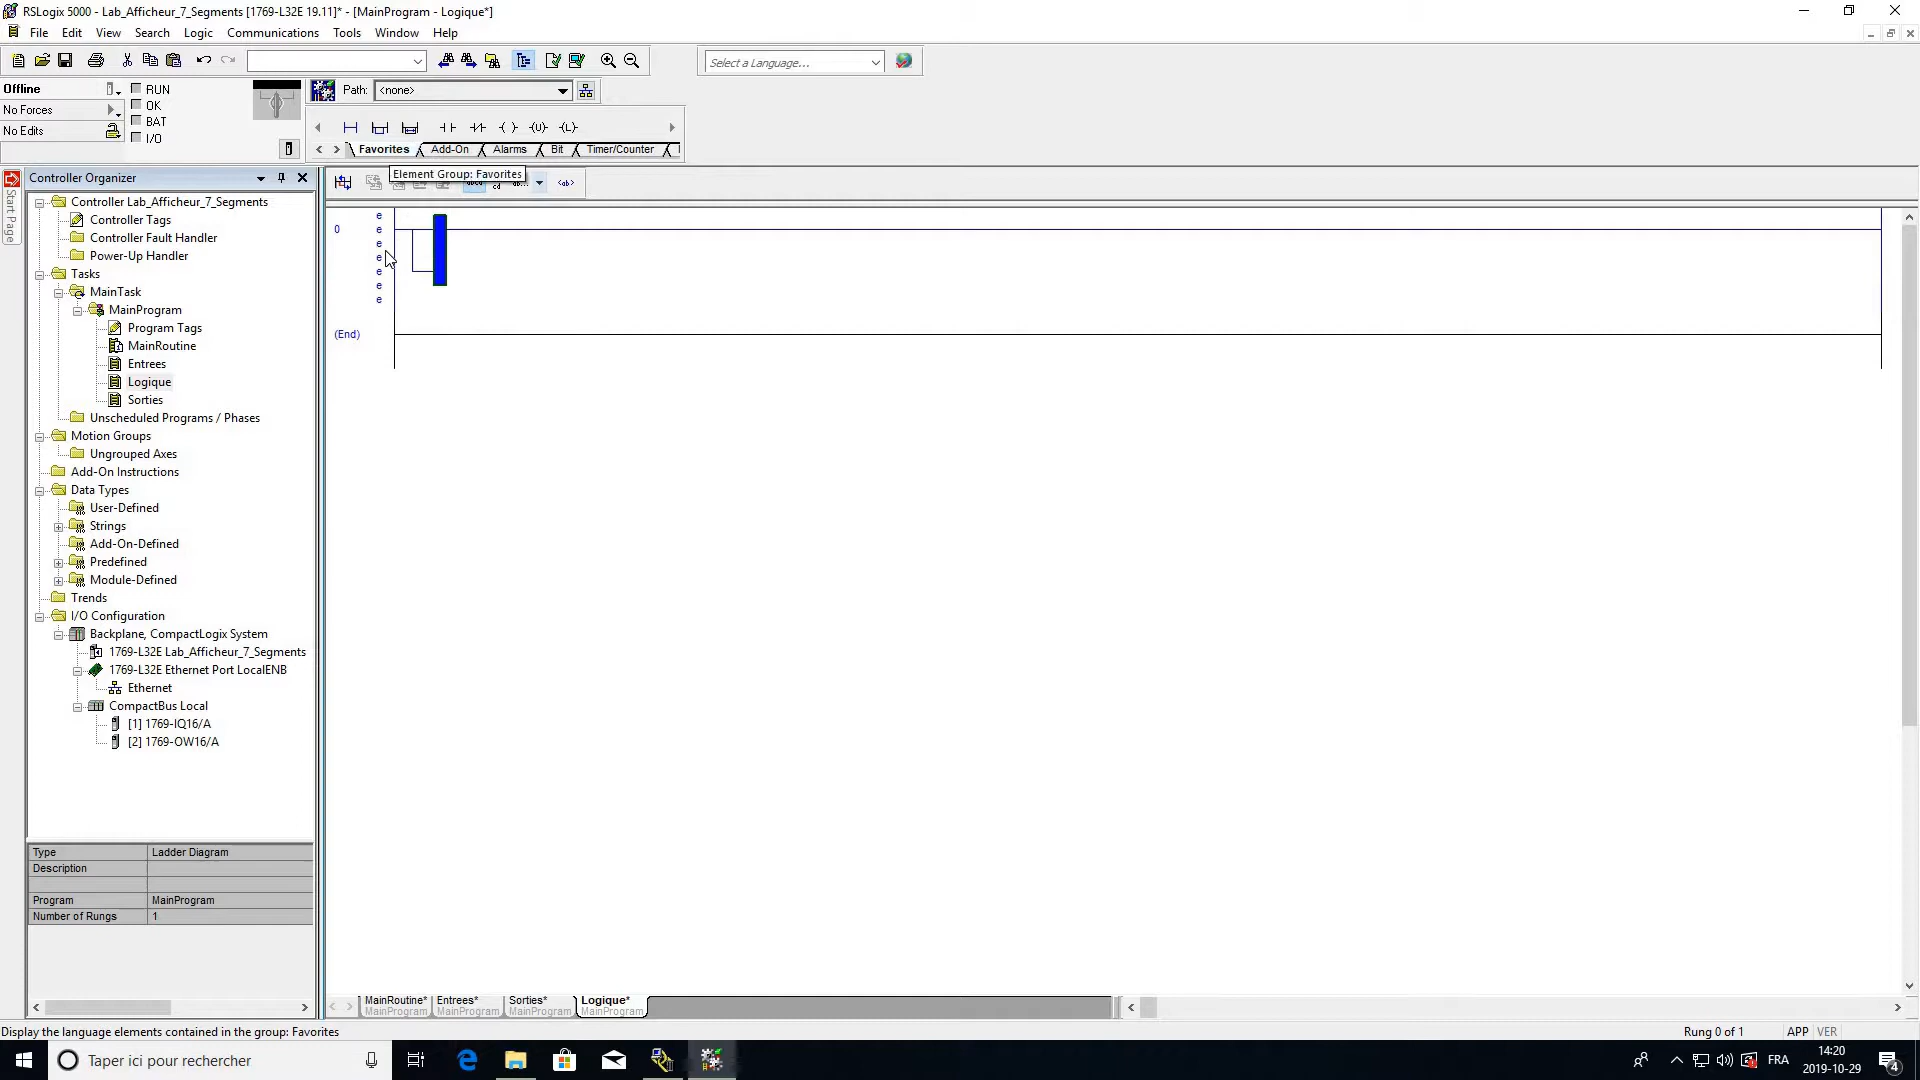 RSLogix 5000 - Lab_Afficheur_7_Segments [1769-L32E 19.11]* - [MainProgram - Logique*]
File Edit View Search Logic Communications Tools Window Help
Select a Language...
Offline RUN
Path: <none>
No Forces OK
BAT
No Edits I/O
Favorites Add-On Alarms Bit Timer/Counter
Element Group: Favorites
Start Page
Controller Organizer
Controller Lab_Afficheur_7_Segments
Controller Tags
Controller Fault Handler
Power-Up Handler
Tasks
MainTask
MainProgram
Program Tags
MainRoutine
Entrees
Logique
Sorties
Unscheduled Programs / Phases
Motion Groups
Ungrouped Axes
Add-On Instructions
Data Types
User-Defined
Strings
Add-On-Defined
Predefined
Module-Defined
Trends
I/O Configuration
Backplane, CompactLogix System
1769-L32E Lab_Afficheur_7_Segments
1769-L32E Ethernet Port LocalENB
Ethernet
CompactBus Local
[1] 1769-IQ16/A
[2] 1769-OW16/A
e
0 e
e
e
e
e
e
(End)
Type Ladder Diagram
Description
Program MainProgram
Number of Rungs 1
MainRoutine* Entrees* Sorties* Logique*
MainProgram MainProgram MainProgram MainProgram
Display the language elements contained in the group: Favorites
Rung 0 of 1 APP VER
Taper ici pour rechercher
FRA
14:20
2019-10-29
4